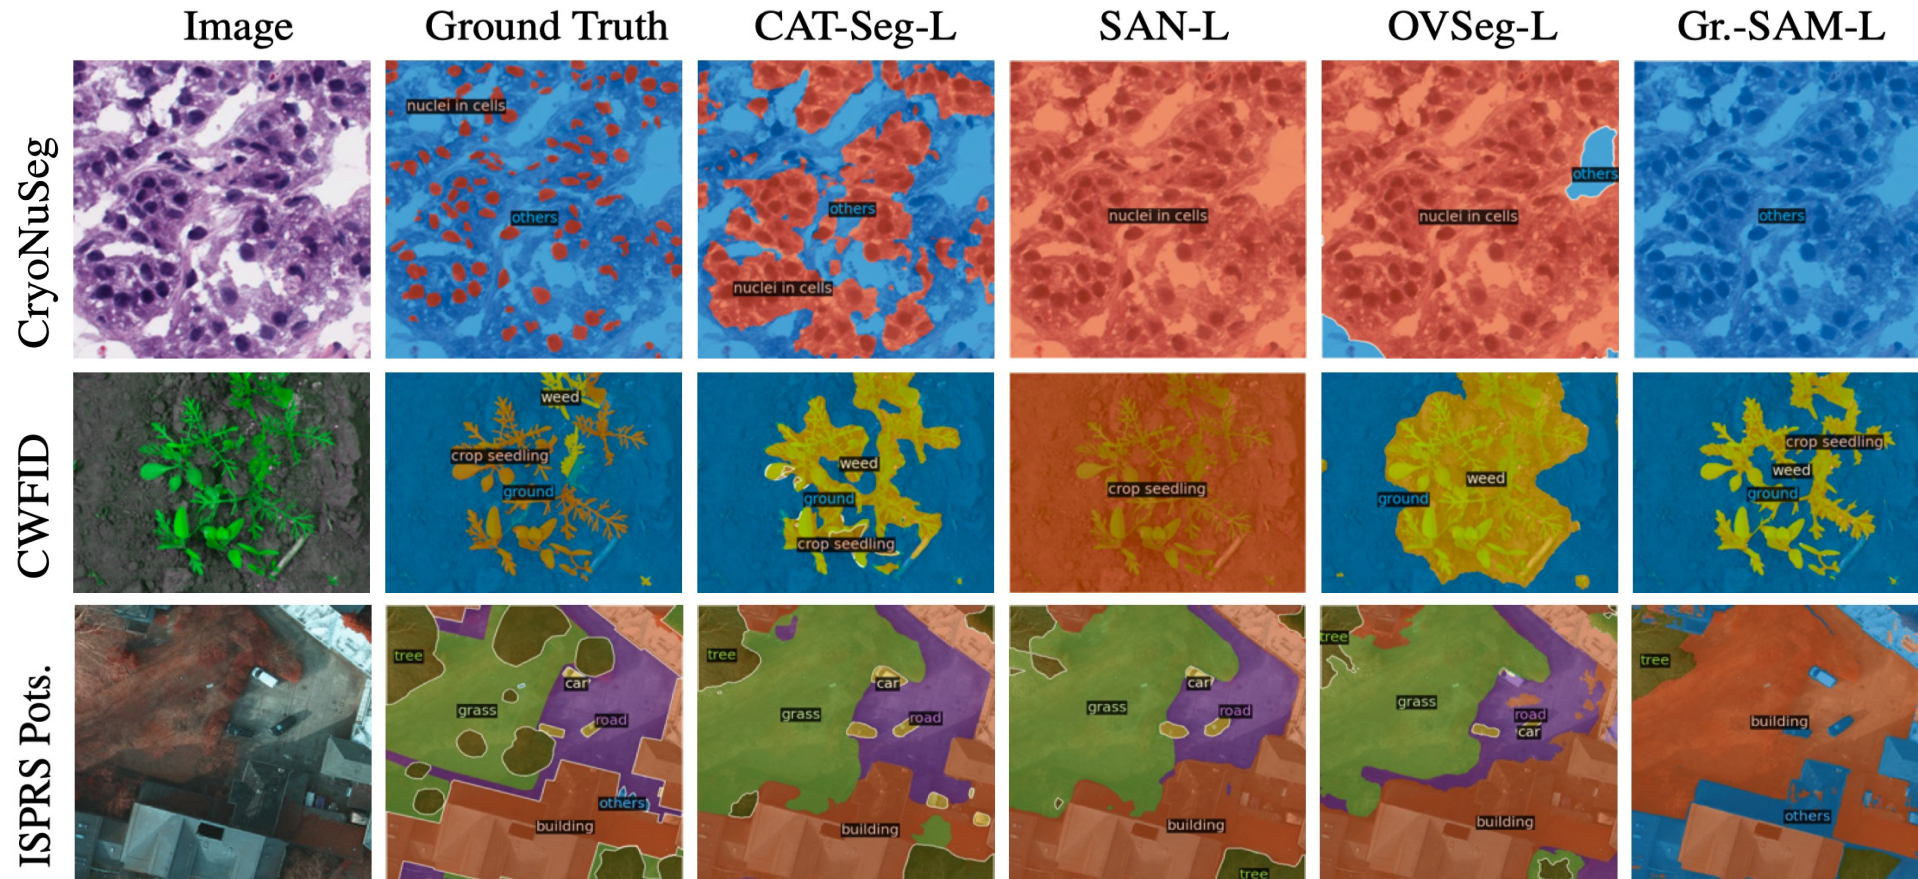 Image Ground Truth CAT-Seg-L SAN-L OVSeg-L Gr.-SAM-L
CryoNuSeg
nuclei in cells
others
others
nuclei in cells
nuclei in cells
others
nuclei in cells
others
CWFID
weed
crop seedling
ground
weed
ground
crop seedling
crop seedling
weed
ground
crop seedling
weed
ground
ISPRS Pots.
tree
car
grass
road
others
building
tree
car
grass
road
building
car
grass
road
building
tree
tree
grass
road
car
building
tree
building
others